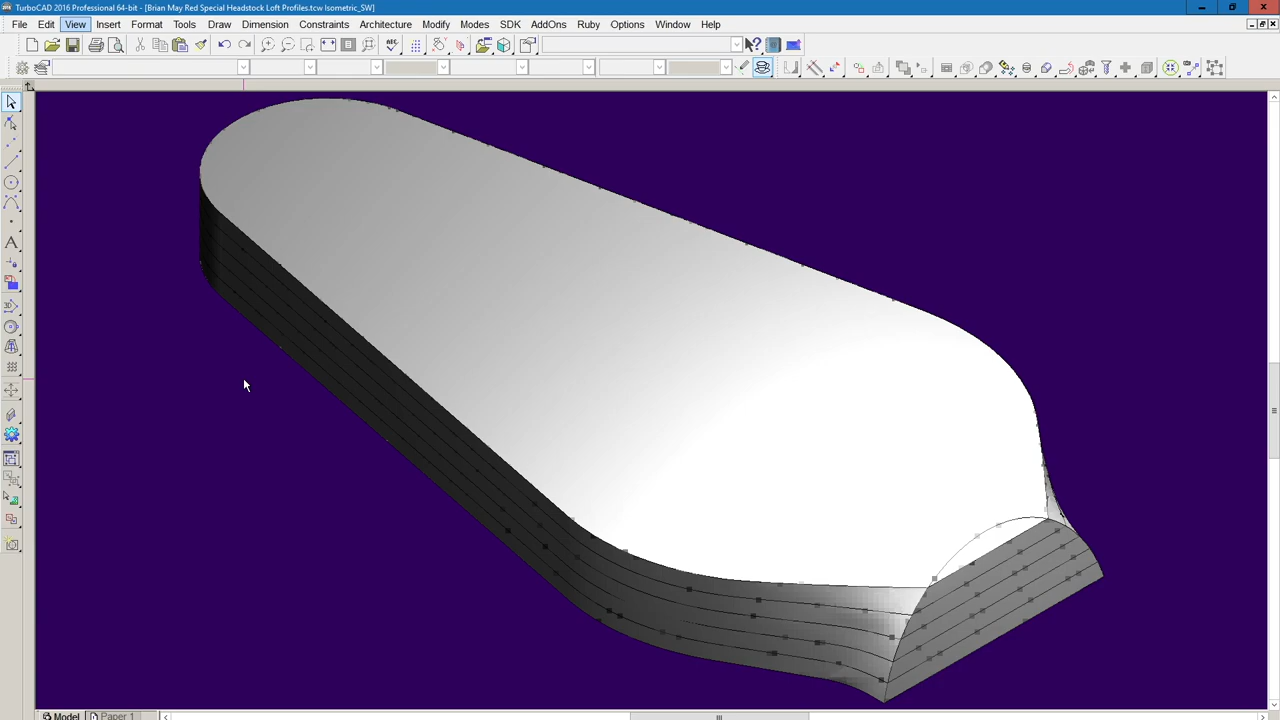 TurboCAD 2016 Professional 64-bit - [Brian May Red Special Headstock Loft Profiles.tcw Isometric_SW]
File Edit View Insert Format Tools Draw Dimension Constraints Architecture Modify Modes SDK AddOns Ruby Options Window Help
Model Paper 1